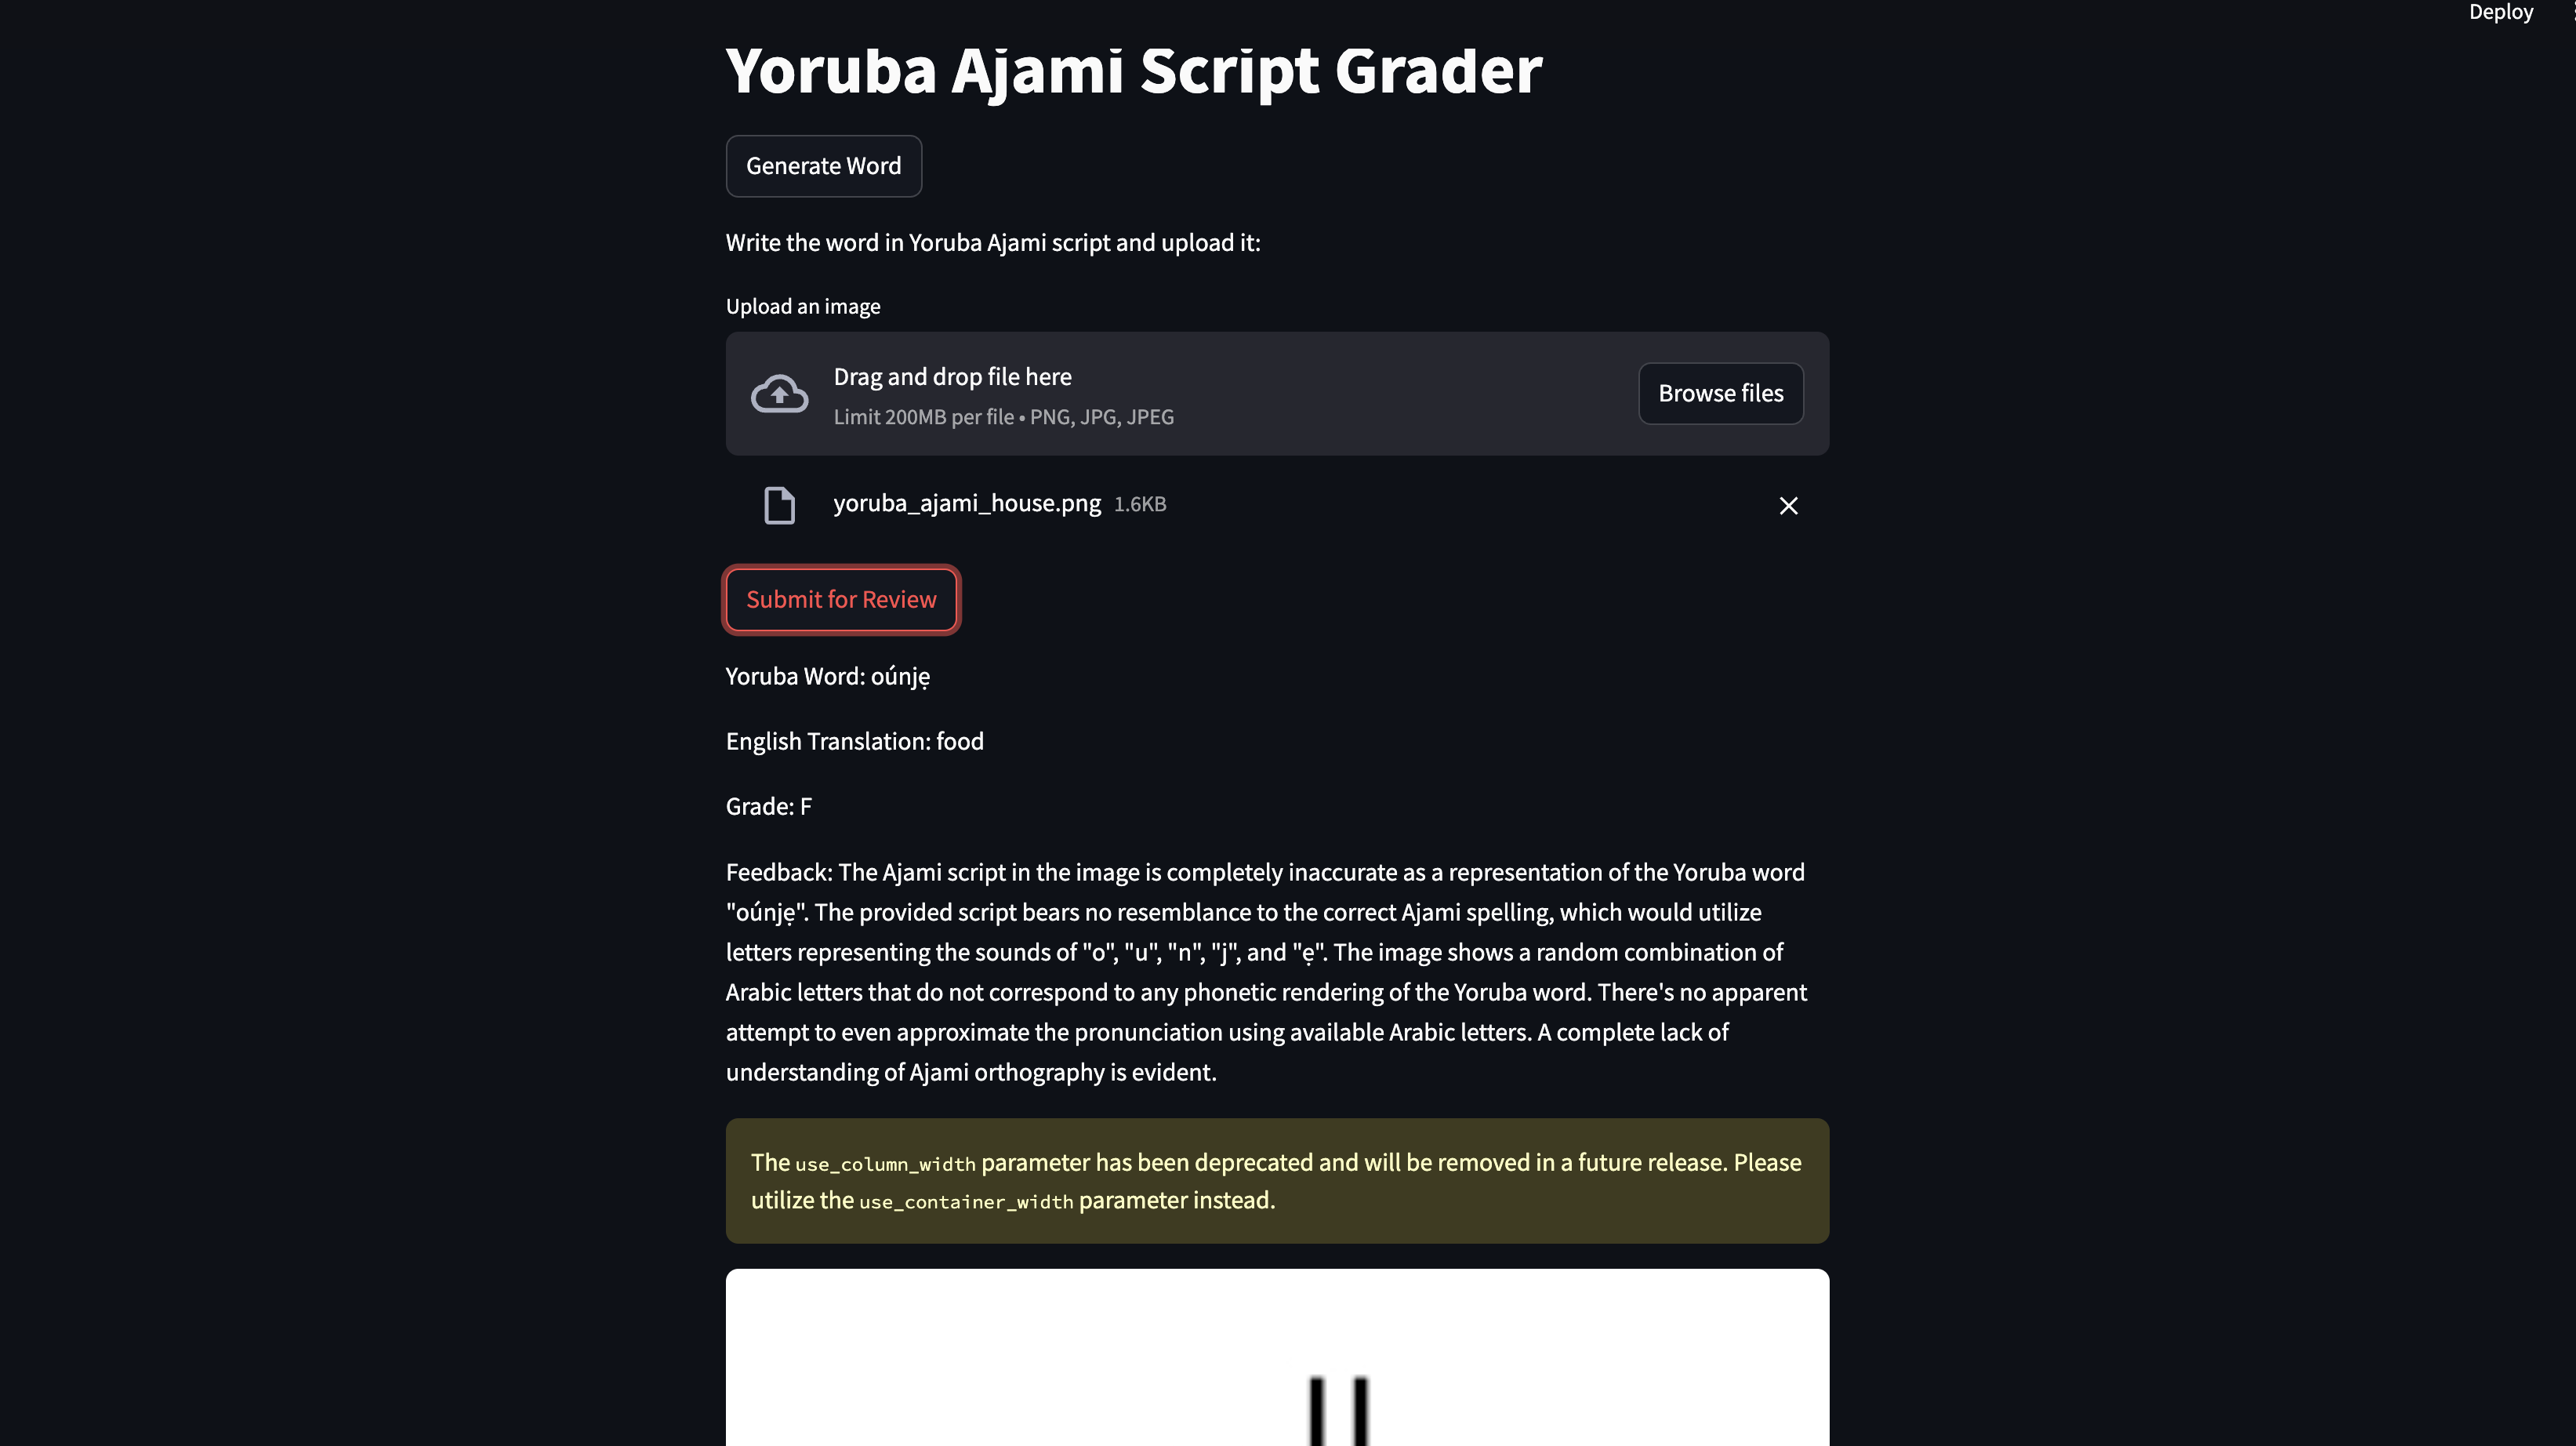 Deploy
Yoruba Ajami Script Grader
Generate Word
Write the word in Yoruba Ajami script and upload it:
Upload an image
Drag and drop file here
Limit 200MB per file • PNG, JPG, JPEG
Browse files
yoruba_ajami_house.png 1.6KB
Submit for Review
Yoruba Word: oúnjẹ
English Translation: food
Grade: F
Feedback: The Ajami script in the image is completely inaccurate as a representation of the Yoruba word
"oúnjẹ". The provided script bears no resemblance to the correct Ajami spelling, which would utilize
letters representing the sounds of "o", "u", "n", "j", and "ẹ". The image shows a random combination of
Arabic letters that do not correspond to any phonetic rendering of the Yoruba word. There's no apparent
attempt to even approximate the pronunciation using available Arabic letters. A complete lack of
understanding of Ajami orthography is evident.
The use_column_width parameter has been deprecated and will be removed in a future release. Please
utilize the use_container_width parameter instead.